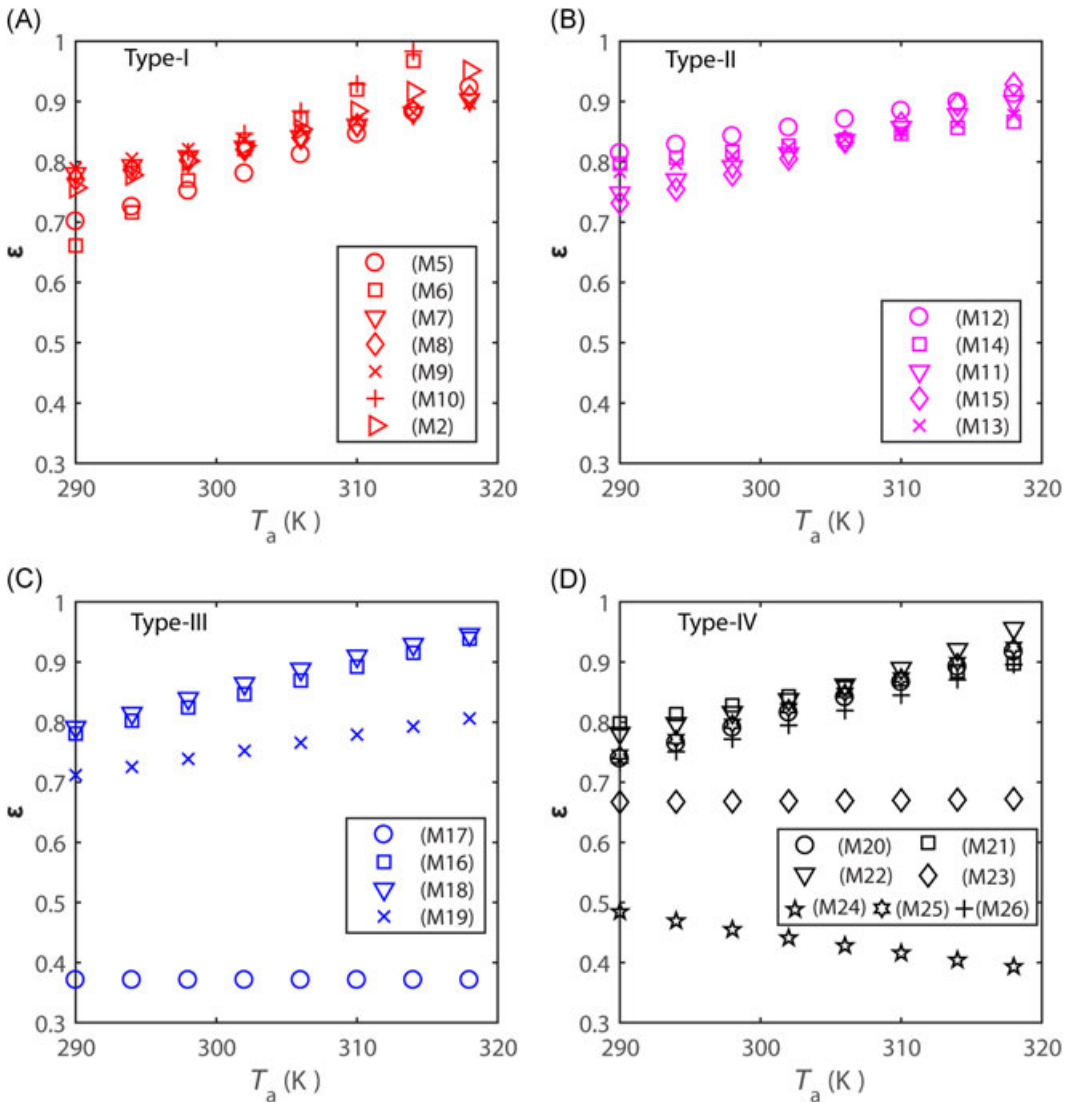 (A)
Type-I
1
0.9
0.8
0.7
0.6
0.5
0.4
0.3
ε
(M5)
(M6)
(M7)
(M8)
(M9)
(M10)
(M2)
290 300 310 320
Ta (K )
(B)
Type-II
1
0.9
0.8
0.7
0.6
0.5
0.4
0.3
ε
(M12)
(M14)
(M11)
(M15)
(M13)
290 300 310 320
Ta (K )
(C)
Type-III
1
0.9
0.8
0.7
0.6
0.5
0.4
0.3
ε
(M17)
(M16)
(M18)
(M19)
290 300 310 320
Ta (K )
(D)
Type-IV
1
0.9
0.8
0.7
0.6
0.5
0.4
0.3
ε
(M20) (M21)
(M22) (M23)
(M24) (M25) (M26)
290 300 310 320
Ta (K )